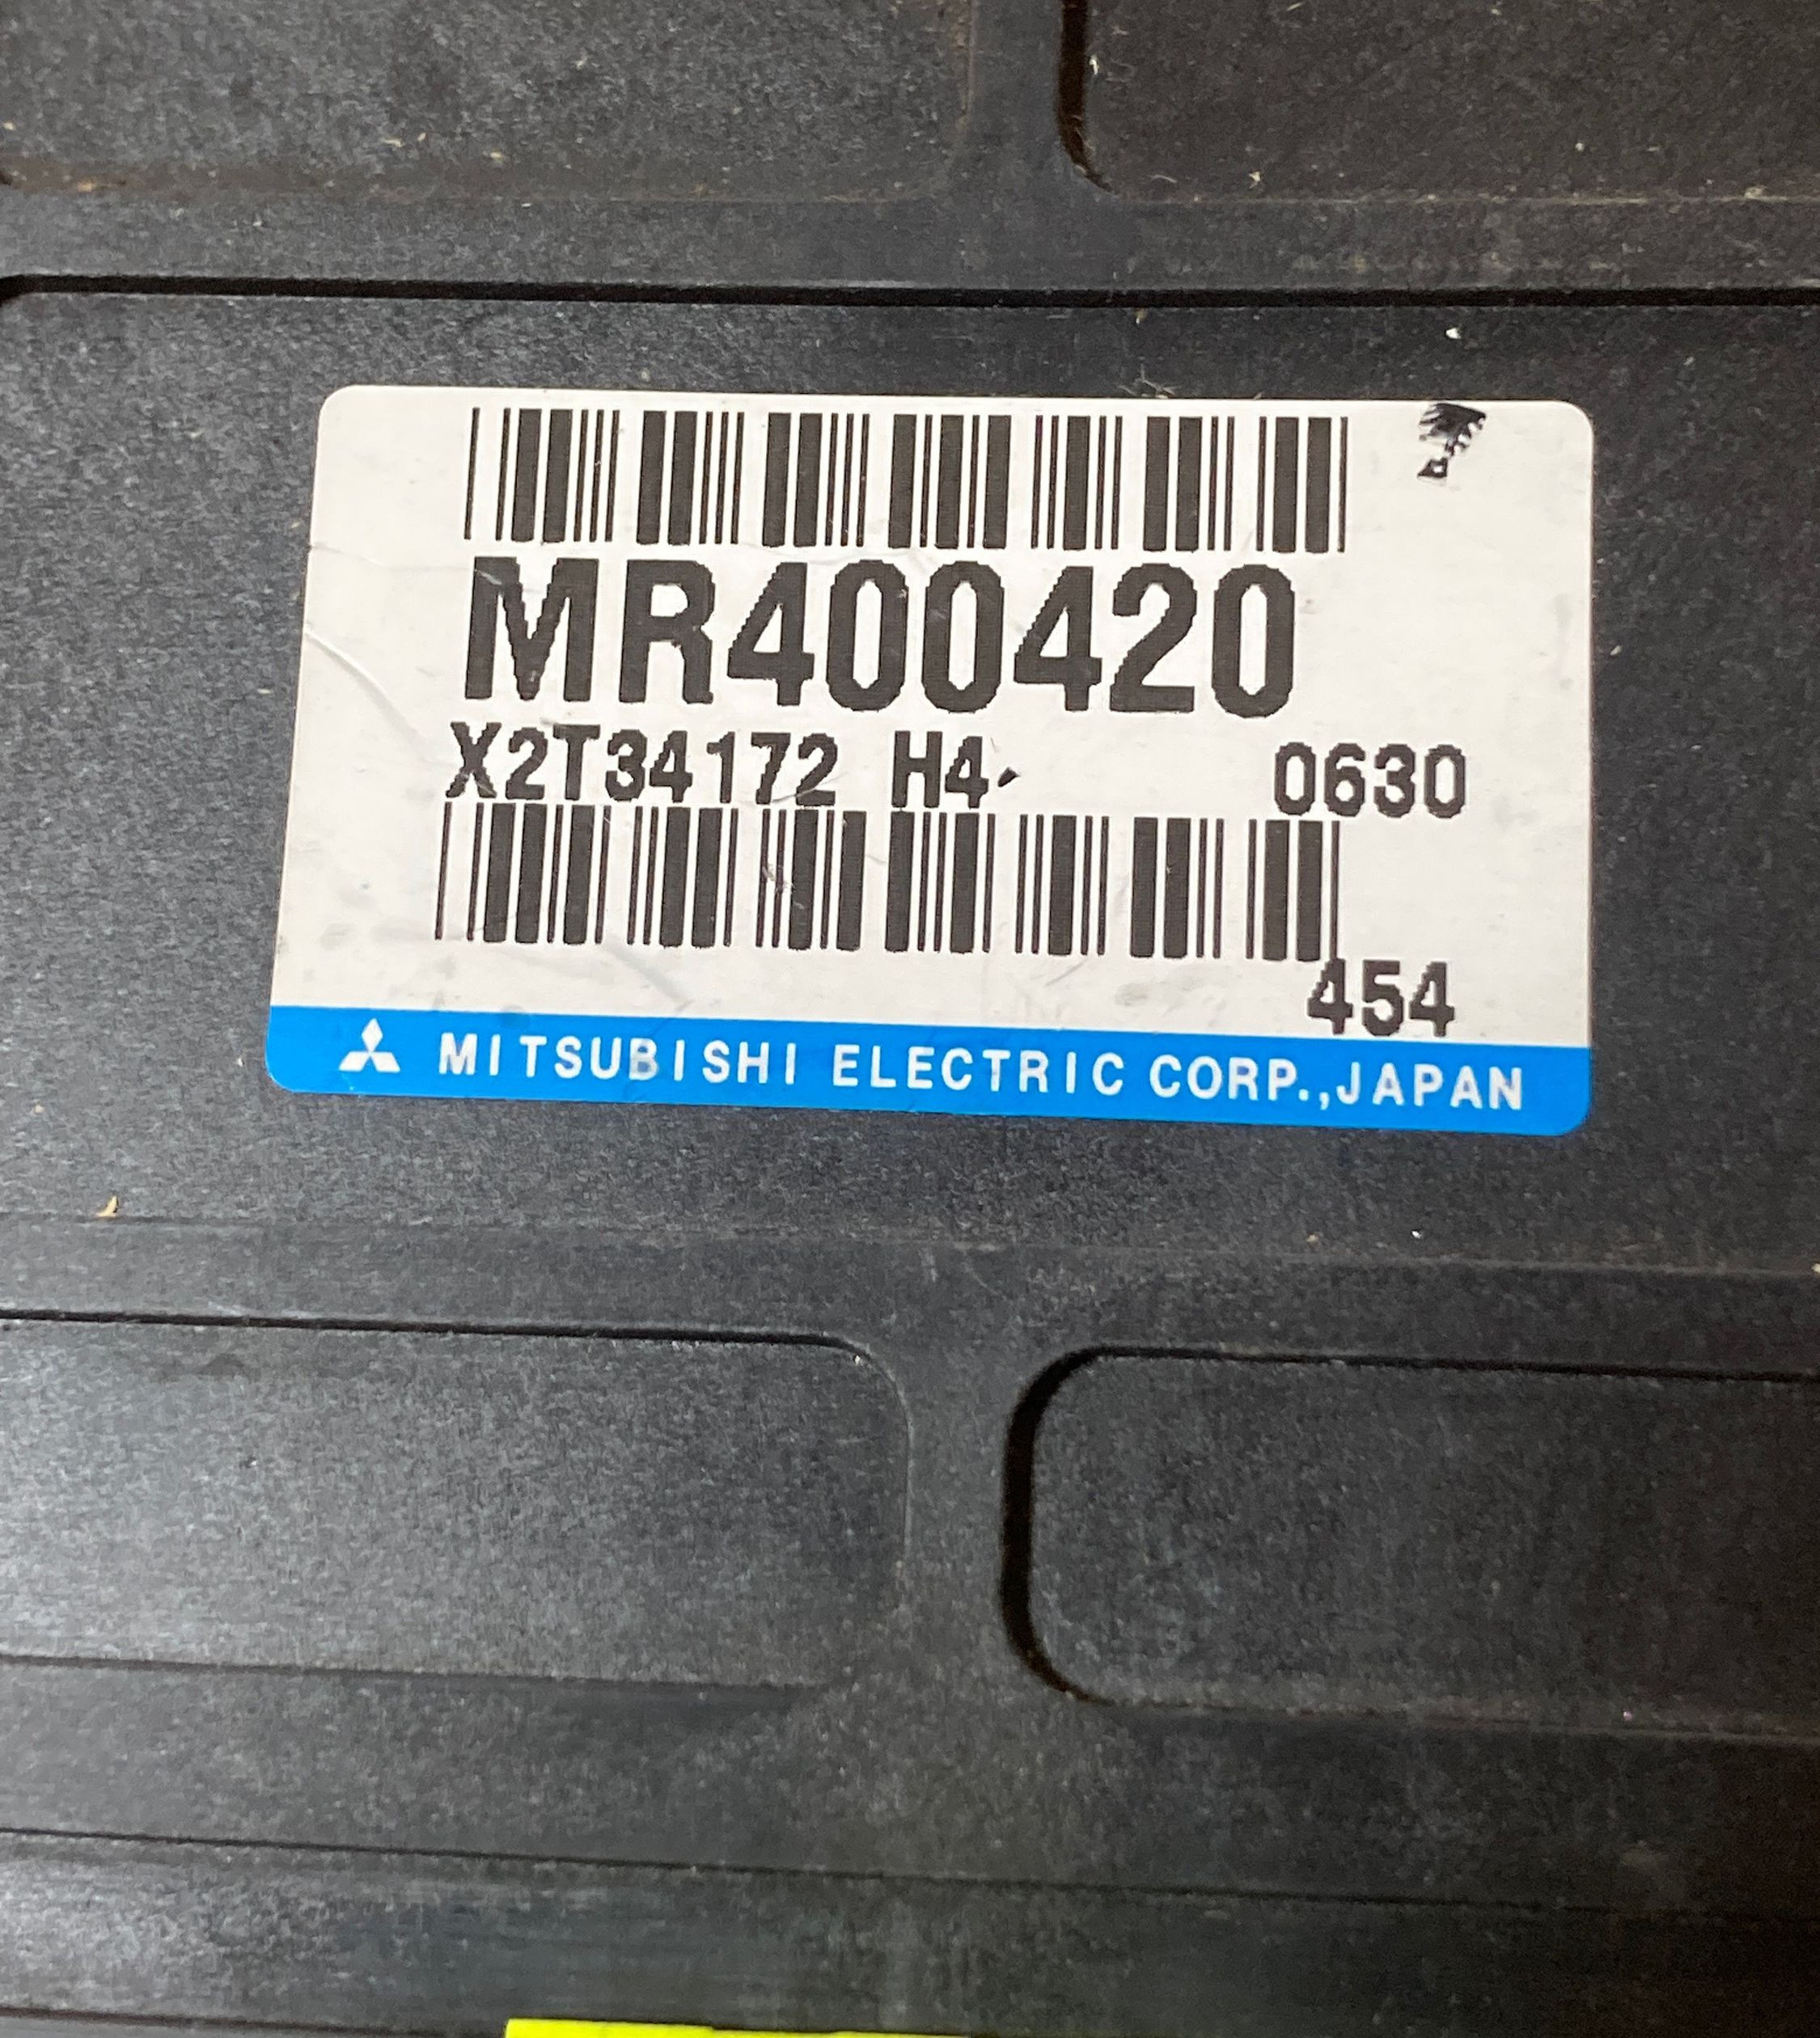 MR400420
X2T34172 H4 0630
454
MITSUBISHI ELECTRIC CORP.,JAPAN